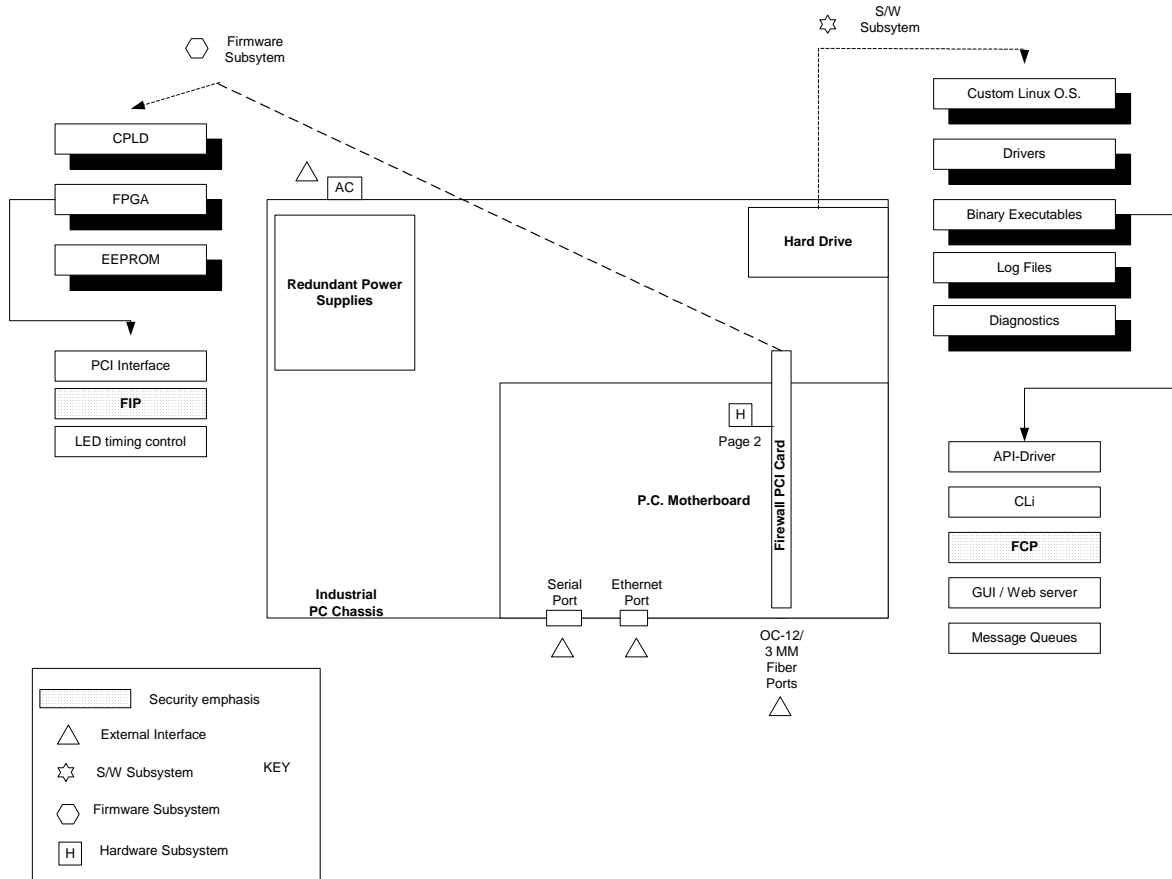 Firmware
Subsytem
S/W
Subsytem
CPLD
FPGA
EEPROM
PCI Interface
FIP
LED timing control
AC
Redundant Power
Supplies
Hard Drive
H
Page 2
Firewall PCI Card
P.C. Motherboard
Industrial
PC Chassis
Serial
Port
Ethernet
Port
OC-12/
3 MM
Fiber
Ports
Custom Linux O.S.
Drivers
Binary Executables
Log Files
Diagnostics
API-Driver
CLi
FCP
GUI / Web server
Message Queues
Security emphasis
External Interface
S/W Subsystem
KEY
Firmware Subsystem
H
Hardware Subsystem